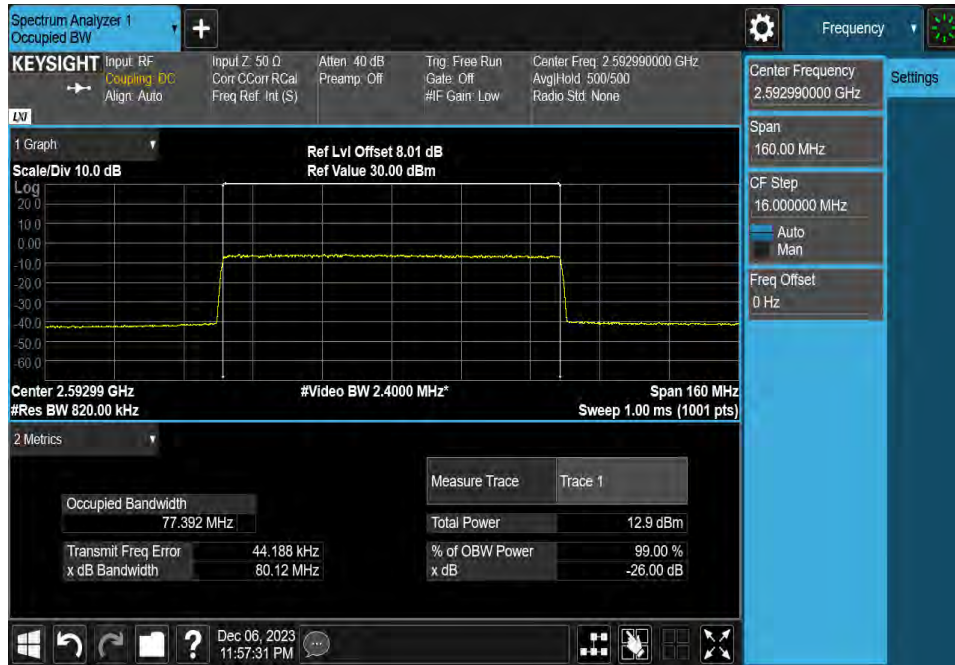 Spectrum Analyzer 1
Occupied BW
+
Frequency
KEYSIGHT
LXI
Input: RF
Coupling: DC
Align: Auto
Input Z: 50 Ω
Corr CCorr RCal
Freq Ref: Int (S)
Atten: 40 dB
Preamp: Off
Trig: Free Run
Gate: Off
#IF Gain: Low
Center Freq: 2.592990000 GHz
Avg|Hold: 500/500
Radio Std: None
Center Frequency
2.592990000 GHz
Settings
Span
160.00 MHz
CF Step
16.000000 MHz
Auto
Man
Freq Offset
0 Hz
1 Graph
Scale/Div 10.0 dB
Ref Lvl Offset 8.01 dB
Ref Value 30.00 dBm
Log
20.0
10.0
0.00
-10.0
-20.0
-30.0
-40.0
-50.0
-60.0
Center 2.59299 GHz
#Video BW 2.4000 MHz*
Span 160 MHz
#Res BW 820.00 kHz
Sweep 1.00 ms (1001 pts)
2 Metrics
Measure Trace
Trace 1
Occupied Bandwidth
77.392 MHz
Total Power
12.9 dBm
Transmit Freq Error
44.188 kHz
% of OBW Power
99.00 %
x dB Bandwidth
80.12 MHz
x dB
-26.00 dB
?
Dec 06, 2023
11:57:31 PM